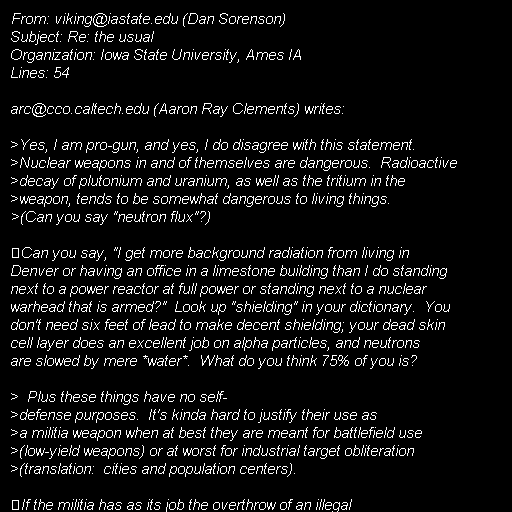 From: viking@iastate.edu (Dan Sorenson)
Subject: Re: the usual
Organization: Iowa State University, Ames IA
Lines: 54

arc@cco.caltech.edu (Aaron Ray Clements) writes:

>Yes, I am pro-gun, and yes, I do disagree with this statement.
>Nuclear weapons in and of themselves are dangerous.  Radioactive
>decay of plutonium and uranium, as well as the tritium in the
>weapon, tends to be somewhat dangerous to living things.
>(Can you say "neutron flux"?)

Can you say, "I get more background radiation from living in
Denver or having an office in a limestone building than I do standing
next to a power reactor at full power or standing next to a nuclear
warhead that is armed?"  Look up "shielding" in your dictionary.  You
don't need six feet of lead to make decent shielding; your dead skin
cell layer does an excellent job on alpha particles, and neutrons
are slowed by mere *water*.  What do you think 75% of you is?

>  Plus these things have no self-
>defense purposes.  It's kinda hard to justify their use as
>a militia weapon when at best they are meant for battlefield use
>(low-yield weapons) or at worst for industrial target obliteration
>(translation:  cities and population centers).

If the militia has as its job the overthrow of an illegal